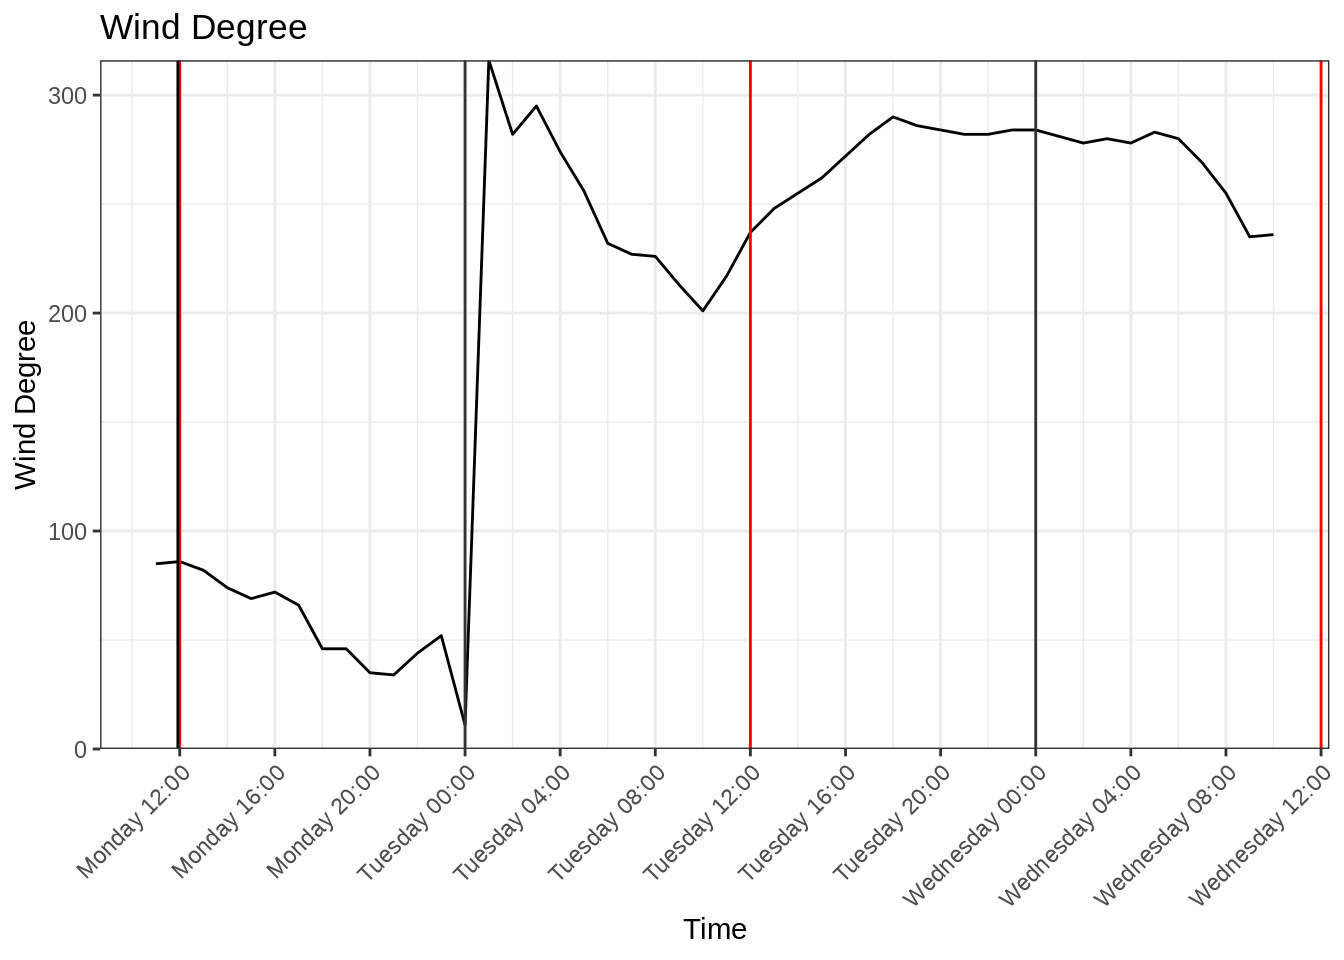 Wind Degree
300
200
100
0
Wind Degree
Monday 12:00
Monday 16:00
Monday 20:00
Tuesday 00:00
Tuesday 04:00
Tuesday 08:00
Tuesday 12:00
Tuesday 16:00
Tuesday 20:00
Wednesday 00:00
Wednesday 04:00
Wednesday 08:00
Wednesday 12:00
Time